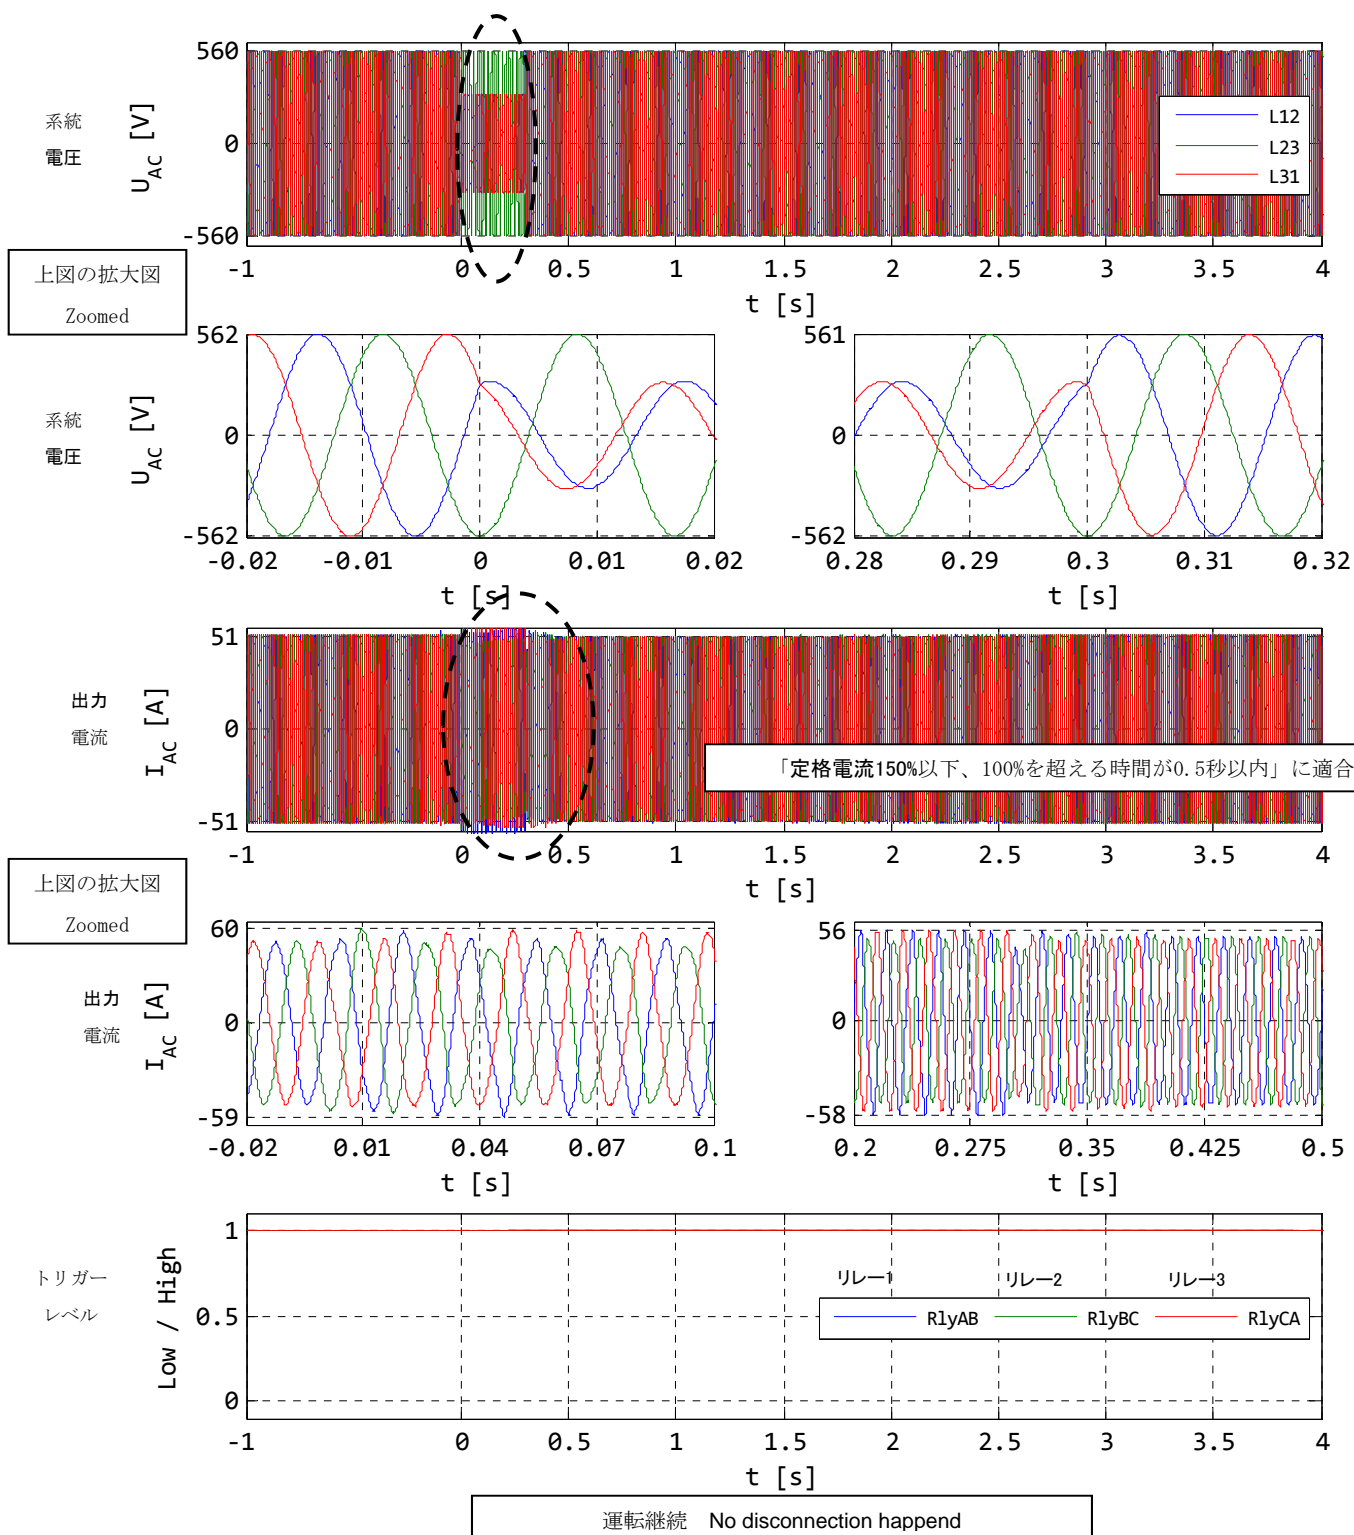 560
0
-560
系統
電圧
U_AC [V]
L12
L23
L31
-1
0
0.5
1
1.5
2
2.5
3
3.5
4
t [s]
上図の拡大図
Zoomed
562
0
-562
系統
電圧
U_AC [V]
-0.02
-0.01
0
0.01
0.02
t [s]
561
0
-562
0.28
0.29
0.3
0.31
0.32
t [s]
51
0
-51
出力
電流
I_AC [A]
「定格電流150%以下、100%を超える時間が0.5秒以内」に適合
-1
0
0.5
1
1.5
2
2.5
3
3.5
4
t [s]
上図の拡大図
Zoomed
60
0
-59
出力
電流
I_AC [A]
-0.02
0.01
0.04
0.07
0.1
t [s]
56
0
-58
0.2
0.275
0.35
0.425
0.5
t [s]
1
0.5
0
トリガー
レベル
Low / High
リレー1
リレー2
リレー3
RlyAB
RlyBC
RlyCA
-1
0
0.5
1
1.5
2
2.5
3
3.5
4
t [s]
運転継続 No disconnection happend